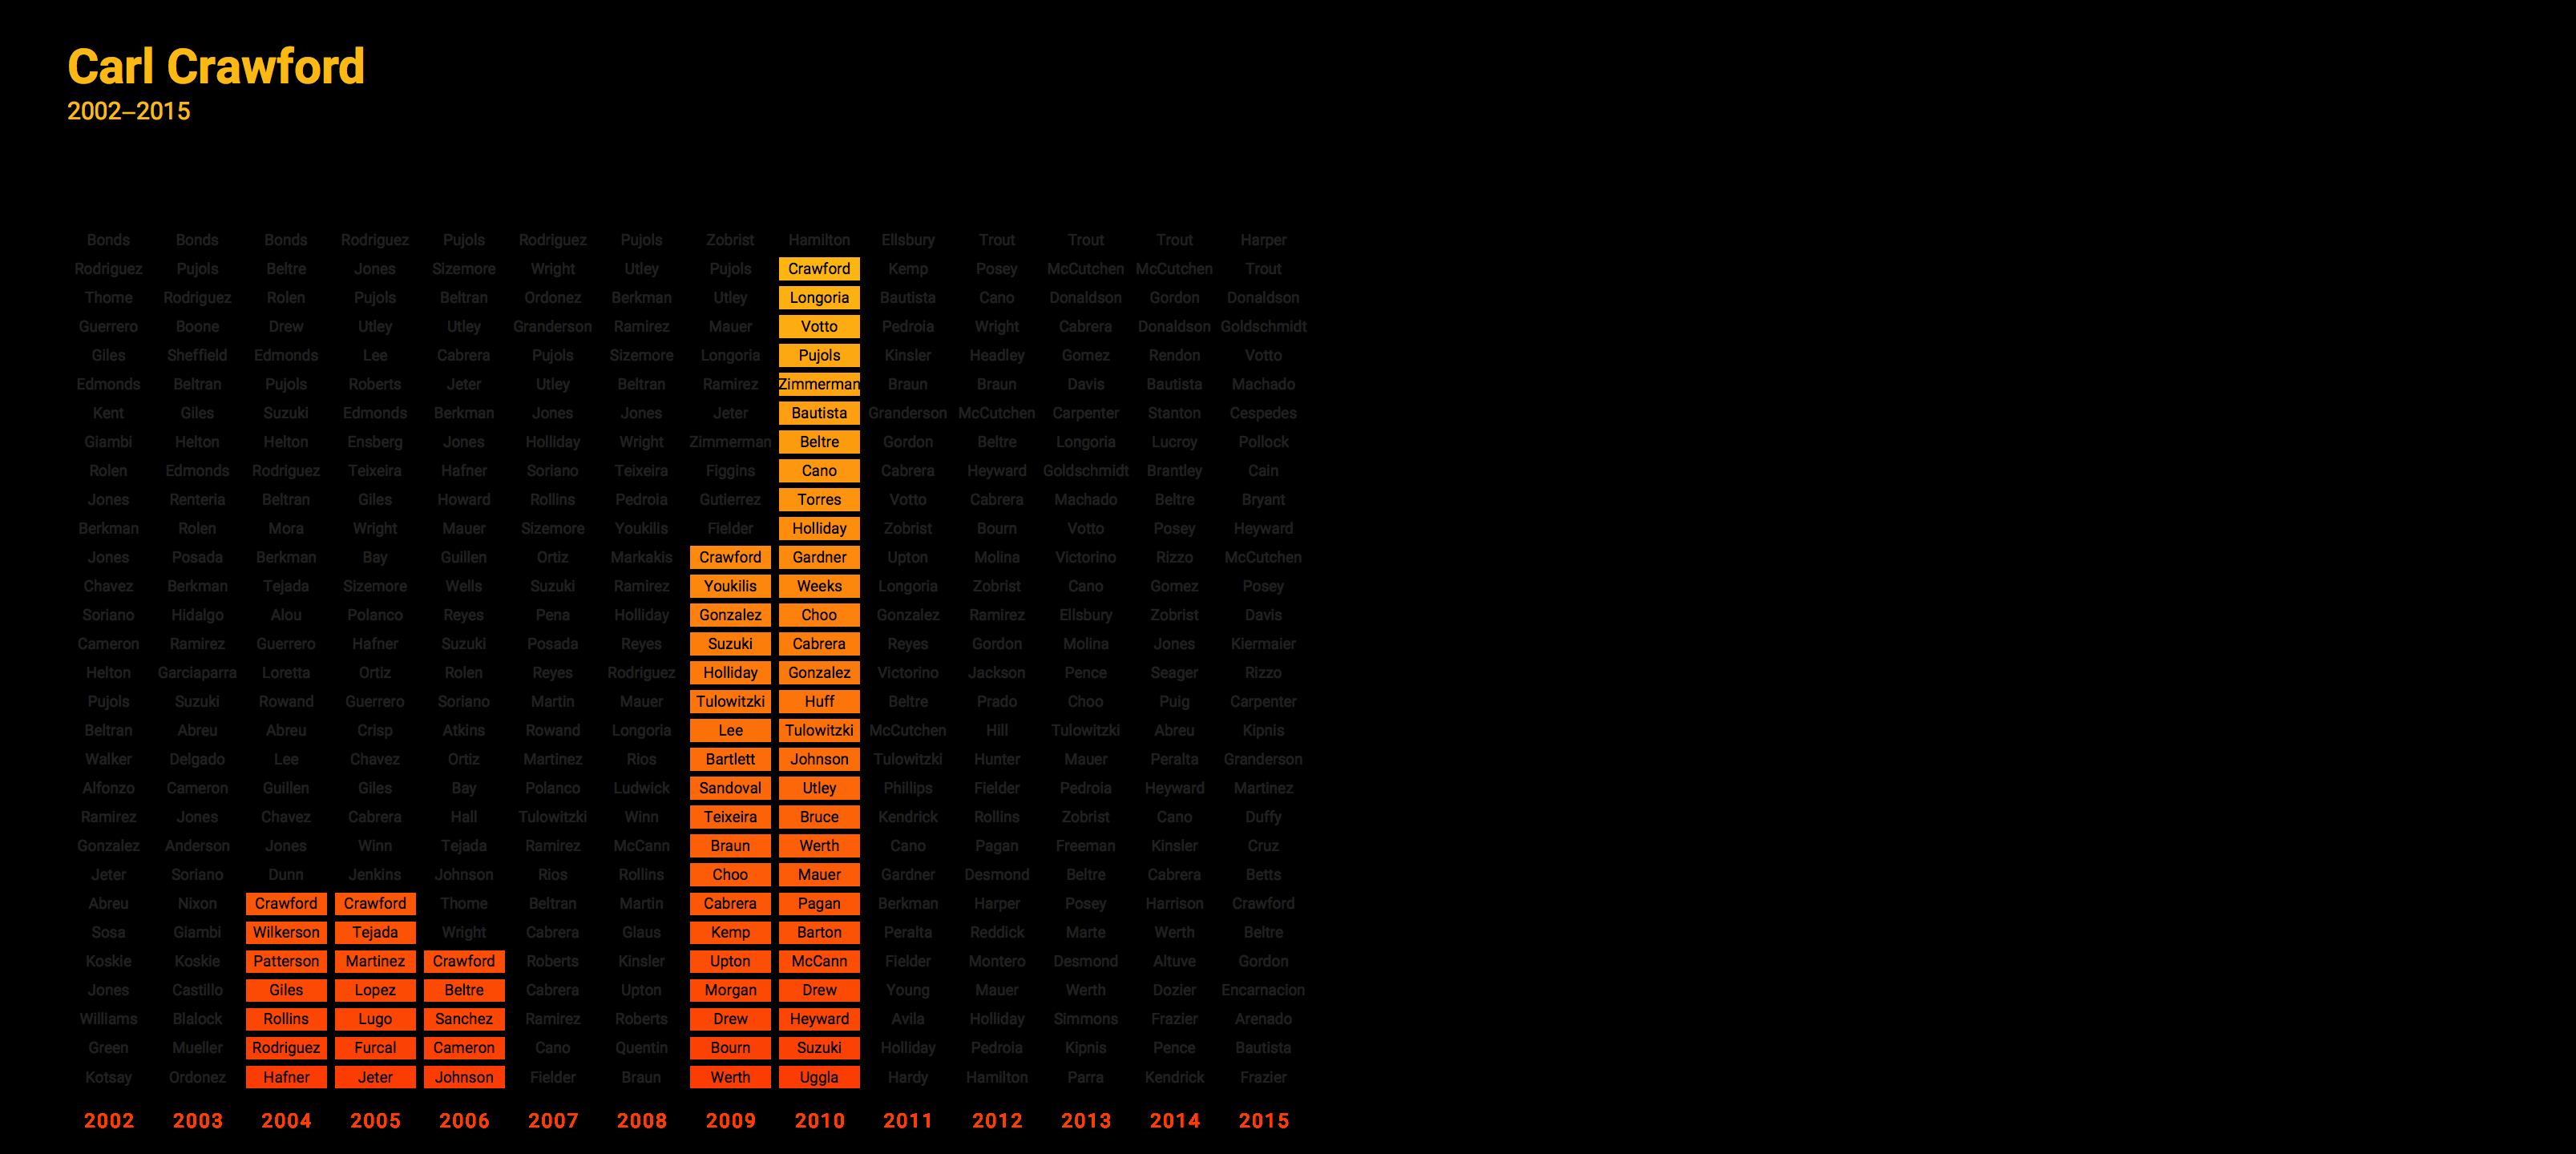 Carl Crawford
2002–2015
Bonds Bonds Bonds Rodriguez Pujols Rodriguez Pujols Zobrist Hamilton Ellsbury Trout Trout Trout Harper
Rodriguez Pujols Beltre Jones Sizemore Wright Utley Pujols Crawford Kemp Posey McCutchen McCutchen Trout
Thome Rodriguez Rolen Pujols Beltran Ordonez Berkman Utley Longoria Bautista Cano Donaldson Gordon Donaldson
Guerrero Boone Drew Utley Utley Granderson Ramirez Mauer Votto Pedroia Wright Cabrera Donaldson Goldschmidt
Giles Sheffield Edmonds Lee Cabrera Pujols Sizemore Longoria Pujols Kinsler Headley Gomez Rendon Votto
Edmonds Beltran Pujols Roberts Jeter Utley Beltran Ramirez Zimmerman Braun Braun Davis Bautista Machado
Kent Giles Suzuki Edmonds Berkman Jones Jones Jeter Bautista Granderson McCutchen Carpenter Stanton Cespedes
Giambi Helton Helton Ensberg Jones Holliday Wright Zimmerman Beltre Gordon Beltre Longoria Lucroy Pollock
Rolen Edmonds Rodriguez Teixeira Hafner Soriano Teixeira Figgins Cano Cabrera Heyward Goldschmidt Brantley Cain
Jones Renteria Beltran Giles Howard Rollins Pedroia Gutierrez Torres Votto Cabrera Machado Beltre Bryant
Berkman Rolen Mora Wright Mauer Sizemore Youkilis Fielder Holliday Zobrist Bourn Votto Posey Heyward
Jones Posada Berkman Bay Guillen Ortiz Markakis Crawford Gardner Upton Molina Victorino Rizzo McCutchen
Chavez Berkman Tejada Sizemore Wells Suzuki Ramirez Youkilis Weeks Longoria Zobrist Cano Gomez Posey
Soriano Hidalgo Alou Polanco Reyes Pena Holliday Gonzalez Choo Gonzalez Ramirez Ellsbury Zobrist Davis
Cameron Ramirez Guerrero Hafner Suzuki Posada Reyes Suzuki Cabrera Reyes Gordon Molina Jones Kiermaier
Helton Garciaparra Loretta Ortiz Rolen Reyes Rodriguez Holliday Gonzalez Victorino Jackson Pence Seager Rizzo
Pujols Suzuki Rowand Guerrero Soriano Martin Mauer Tulowitzki Huff Beltre Prado Choo Puig Carpenter
Beltran Abreu Abreu Crisp Atkins Rowand Longoria Lee Tulowitzki McCutchen Hill Tulowitzki Abreu Kipnis
Walker Delgado Lee Chavez Ortiz Martinez Rios Bartlett Johnson Tulowitzki Hunter Mauer Peralta Granderson
Alfonzo Cameron Guillen Giles Bay Polanco Ludwick Sandoval Utley Phillips Fielder Pedroia Heyward Martinez
Ramirez Jones Chavez Cabrera Hall Tulowitzki Winn Teixeira Bruce Kendrick Rollins Zobrist Cano Duffy
Gonzalez Anderson Jones Winn Tejada Ramirez McCann Braun Werth Cano Pagan Freeman Kinsler Cruz
Jeter Soriano Dunn Jenkins Johnson Rios Rollins Choo Mauer Gardner Desmond Beltre Cabrera Betts
Abreu Nixon Crawford Crawford Thome Beltran Martin Cabrera Pagan Berkman Harper Posey Harrison Crawford
Sosa Giambi Wilkerson Tejada Wright Cabrera Glaus Kemp Barton Peralta Reddick Marte Werth Beltre
Koskie Koskie Patterson Martinez Crawford Roberts Kinsler Upton McCann Fielder Montero Desmond Altuve Gordon
Jones Castillo Giles Lopez Beltre Cabrera Upton Morgan Drew Young Mauer Werth Dozier Encarnacion
Williams Blalock Rollins Lugo Sanchez Ramirez Roberts Drew Heyward Avila Holliday Simmons Frazier Arenado
Green Mueller Rodriguez Furcal Cameron Cano Quentin Bourn Suzuki Holliday Pedroia Kipnis Pence Bautista
Kotsay Ordonez Hafner Jeter Johnson Fielder Braun Werth Uggla Hardy Hamilton Parra Kendrick Frazier
2002 2003 2004 2005 2006 2007 2008 2009 2010 2011 2012 2013 2014 2015